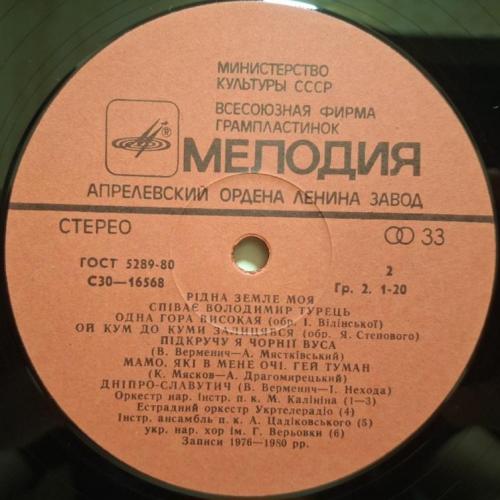 МИНИСТЕРСТВО
КУЛЬТУРЫ СССР
ВСЕСОЮЗНАЯ ФИРМА
ГРАМПЛАСТИНОК
®
МЕЛОДИЯ
АПРЕЛЕВСКИЙ ОРДЕНА ЛЕНИНА ЗАВОД
СТЕРЕО
33
ГОСТ 5289-80
2
С30—16568
Гр. 2. 1-20
РІДНА ЗЕМЛЕ МОЯ
СПІВАЄ ВОЛОДИМИР ТУРЕЦЬ
ОДНА ГОРА ВИСОКАЯ (обр. І. Вілінської)
ОЙ КУМ ДО КУМИ ЗАЛИЦЯВСЯ (обр. Я. Степового)
ПІДКРУЧУ Я ЧОРНІЇ ВУСА
(В. Верменич—А. Мястківський)
МАМО, ЯКІ В МЕНЕ ОЧІ. ГЕЙ ТУМАН
(К. Мясков—А. Драгомирецький)
ДНІПРО-СЛАВУТИЧ (В. Верменич—І. Нехода)
Оркестр нар. інстр. п. к. М. Калініна (1—3)
Естрадний оркестр Укртелерадіо (4)
Інстр. ансамбль п. к. А. Цадіковського (5)
укр. нар. хор ім. Г. Верьовки (6)
Записи 1976—1980 рр.